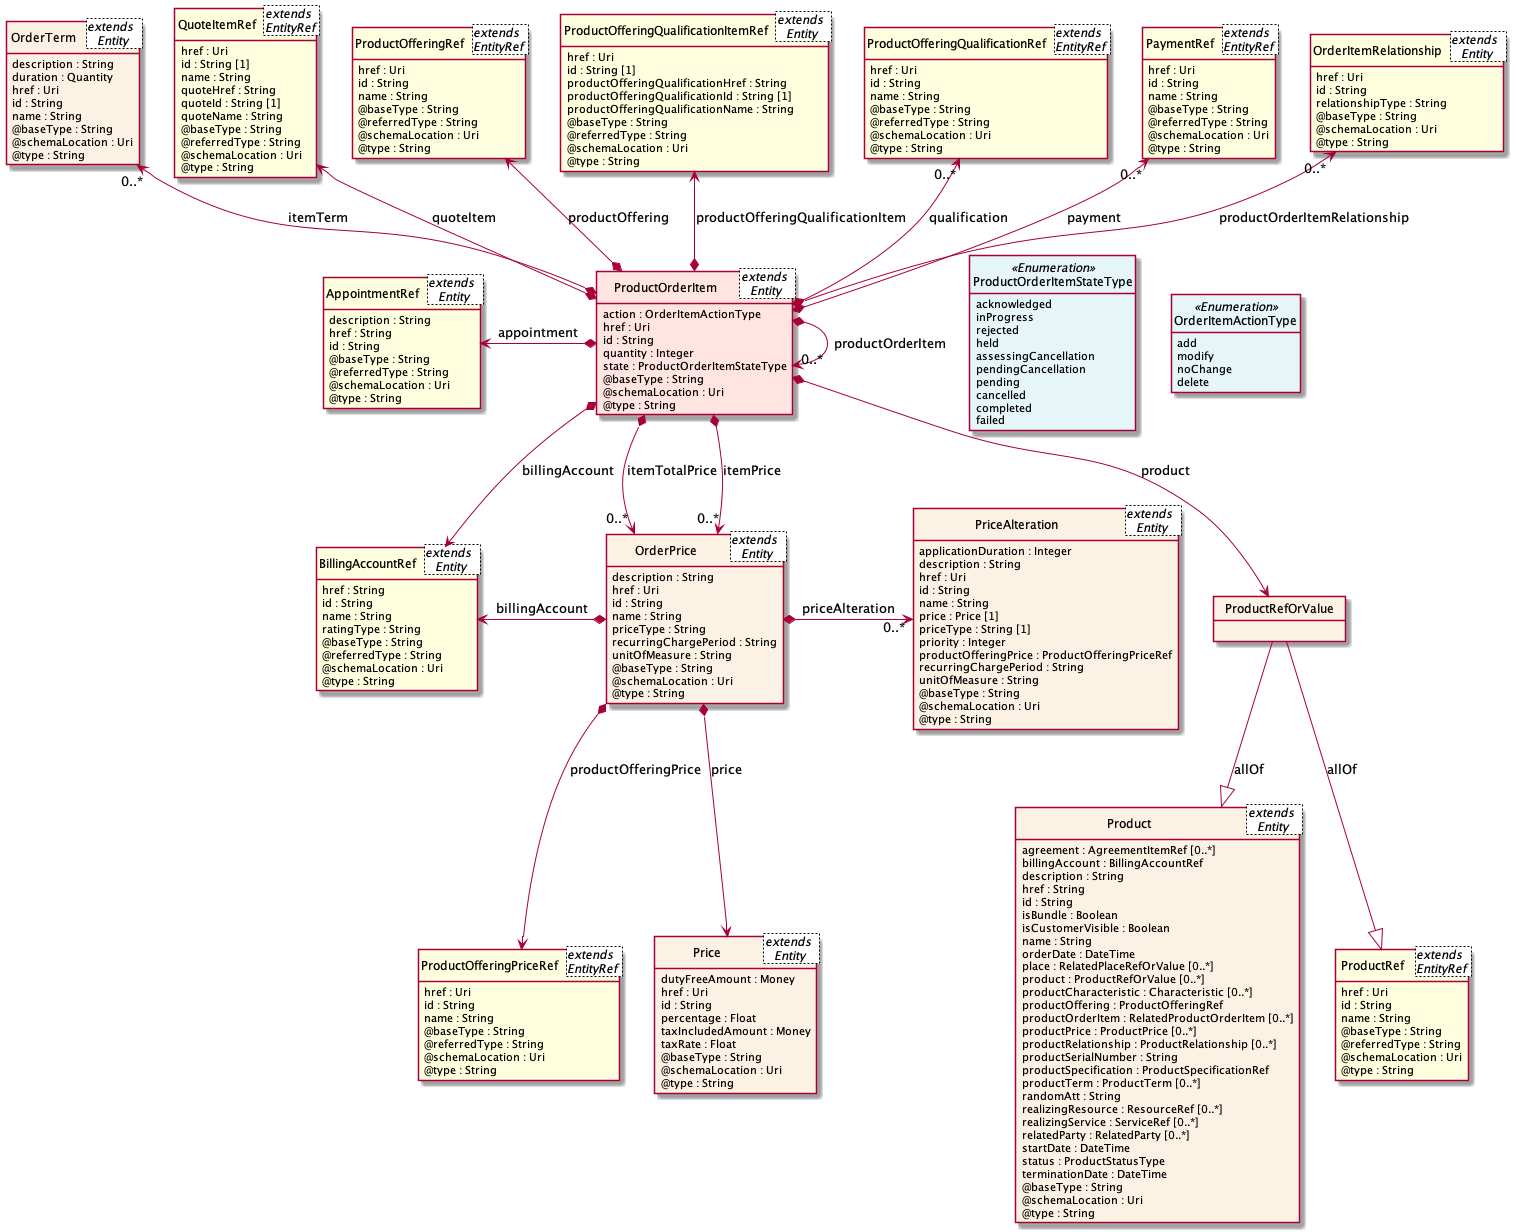 OrderTerm
extends
Entity
description : String
duration : Quantity
href : Uri
id : String
name : String
@baseType : String
@schemaLocation : Uri
@type : String
QuoteItemRef
extends
EntityRef
href : Uri
id : String [1]
name : String
quoteHref : String
quoteId : String [1]
quoteName : String
@baseType : String
@referredType : String
@schemaLocation : Uri
@type : String
ProductOfferingRef
extends
EntityRef
href : Uri
id : String
name : String
@baseType : String
@referredType : String
@schemaLocation : Uri
@type : String
ProductOfferingQualificationItemRef
extends
Entity
href : Uri
id : String [1]
productOfferingQualificationHref : String
productOfferingQualificationId : String [1]
productOfferingQualificationName : String
@baseType : String
@referredType : String
@schemaLocation : Uri
@type : String
ProductOfferingQualificationRef
extends
EntityRef
href : Uri
id : String
name : String
@baseType : String
@referredType : String
@schemaLocation : Uri
@type : String
PaymentRef
extends
EntityRef
href : Uri
id : String
name : String
@baseType : String
@referredType : String
@schemaLocation : Uri
@type : String
OrderItemRelationship
extends
Entity
href : Uri
id : String
relationshipType : String
@baseType : String
@schemaLocation : Uri
@type : String
0..*
0..*
0..*
0..*
itemTerm
quoteItem
productOffering
productOfferingQualificationItem
qualification
payment
productOrderItemRelationship
AppointmentRef
extends
Entity
description : String
href : String
id : String
@baseType : String
@referredType : String
@schemaLocation : Uri
@type : String
appointment
ProductOrderItem
extends
Entity
action : OrderItemActionType
href : Uri
id : String
quantity : Integer
state : ProductOrderItemStateType
@baseType : String
@schemaLocation : Uri
@type : String
productOrderItem
0..*
«Enumeration»
ProductOrderItemStateType
acknowledged
inProgress
rejected
held
assessingCancellation
pendingCancellation
pending
cancelled
completed
failed
«Enumeration»
OrderItemActionType
add
modify
noChange
delete
billingAccount
itemTotalPrice
itemPrice
product
0..*
0..*
BillingAccountRef
extends
Entity
href : String
id : String
name : String
ratingType : String
@baseType : String
@referredType : String
@schemaLocation : Uri
@type : String
billingAccount
OrderPrice
extends
Entity
description : String
href : Uri
id : String
name : String
priceType : String
recurringChargePeriod : String
unitOfMeasure : String
@baseType : String
@schemaLocation : Uri
@type : String
priceAlteration
0..*
PriceAlteration
extends
Entity
applicationDuration : Integer
description : String
href : Uri
id : String
name : String
price : Price [1]
priceType : String [1]
priority : Integer
productOfferingPrice : ProductOfferingPriceRef
recurringChargePeriod : String
unitOfMeasure : String
@baseType : String
@schemaLocation : Uri
@type : String
ProductRefOrValue
productOfferingPrice
price
allOf
allOf
Product
extends
Entity
agreement : AgreementItemRef [0..*]
billingAccount : BillingAccountRef
description : String
href : String
id : String
isBundle : Boolean
isCustomerVisible : Boolean
name : String
orderDate : DateTime
place : RelatedPlaceRefOrValue [0..*]
product : ProductRefOrValue [0..*]
productCharacteristic : Characteristic [0..*]
productOffering : ProductOfferingRef
productOrderItem : RelatedProductOrderItem [0..*]
productPrice : ProductPrice [0..*]
productRelationship : ProductRelationship [0..*]
productSerialNumber : String
productSpecification : ProductSpecificationRef
productTerm : ProductTerm [0..*]
randomAtt : String
realizingResource : ResourceRef [0..*]
realizingService : ServiceRef [0..*]
relatedParty : RelatedParty [0..*]
startDate : DateTime
status : ProductStatusType
terminationDate : DateTime
@baseType : String
@schemaLocation : Uri
@type : String
ProductOfferingPriceRef
extends
EntityRef
href : Uri
id : String
name : String
@baseType : String
@referredType : String
@schemaLocation : Uri
@type : String
Price
extends
Entity
dutyFreeAmount : Money
href : Uri
id : String
percentage : Float
taxIncludedAmount : Money
taxRate : Float
@baseType : String
@schemaLocation : Uri
@type : String
ProductRef
extends
EntityRef
href : Uri
id : String
name : String
@baseType : String
@referredType : String
@schemaLocation : Uri
@type : String